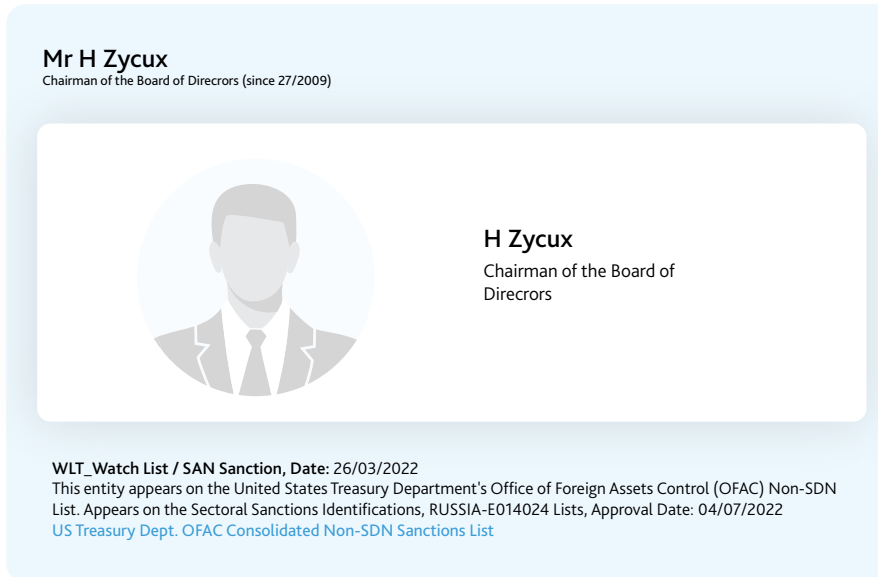 Mr H Zycux
Chairman of the Board of Direcrors (since 27/2009)
H Zycux
Chairman of the Board of
Direcrors
WLT_Watch List / SAN Sanction, Date: 26/03/2022
This entity appears on the United States Treasury Department's Office of Foreign Assets Control (OFAC) Non-SDN
List. Appears on the Sectoral Sanctions Identifications, RUSSIA-E014024 Lists, Approval Date: 04/07/2022
US Treasury Dept. OFAC Consolidated Non-SDN Sanctions List